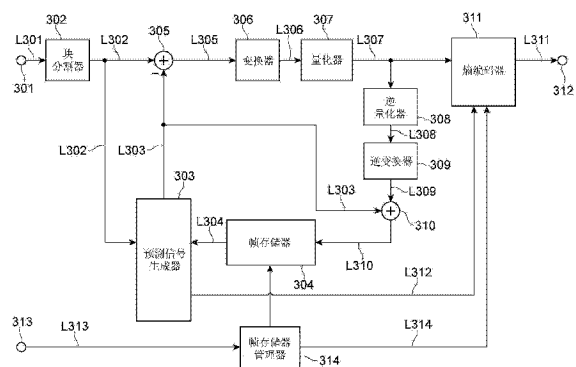 302
306
307
311
L301
块
分割器
L302
305
L305
变换器
L306
量化器
L307
熵编码器
L311
301
312
逆
量化器
308
L308
L302
L303
逆变换器
309
303
L303
L309
310
预测信号
生成器
L304
帧存储器
304
L310
L312
313
L313
帧存储器
管理器
314
L314